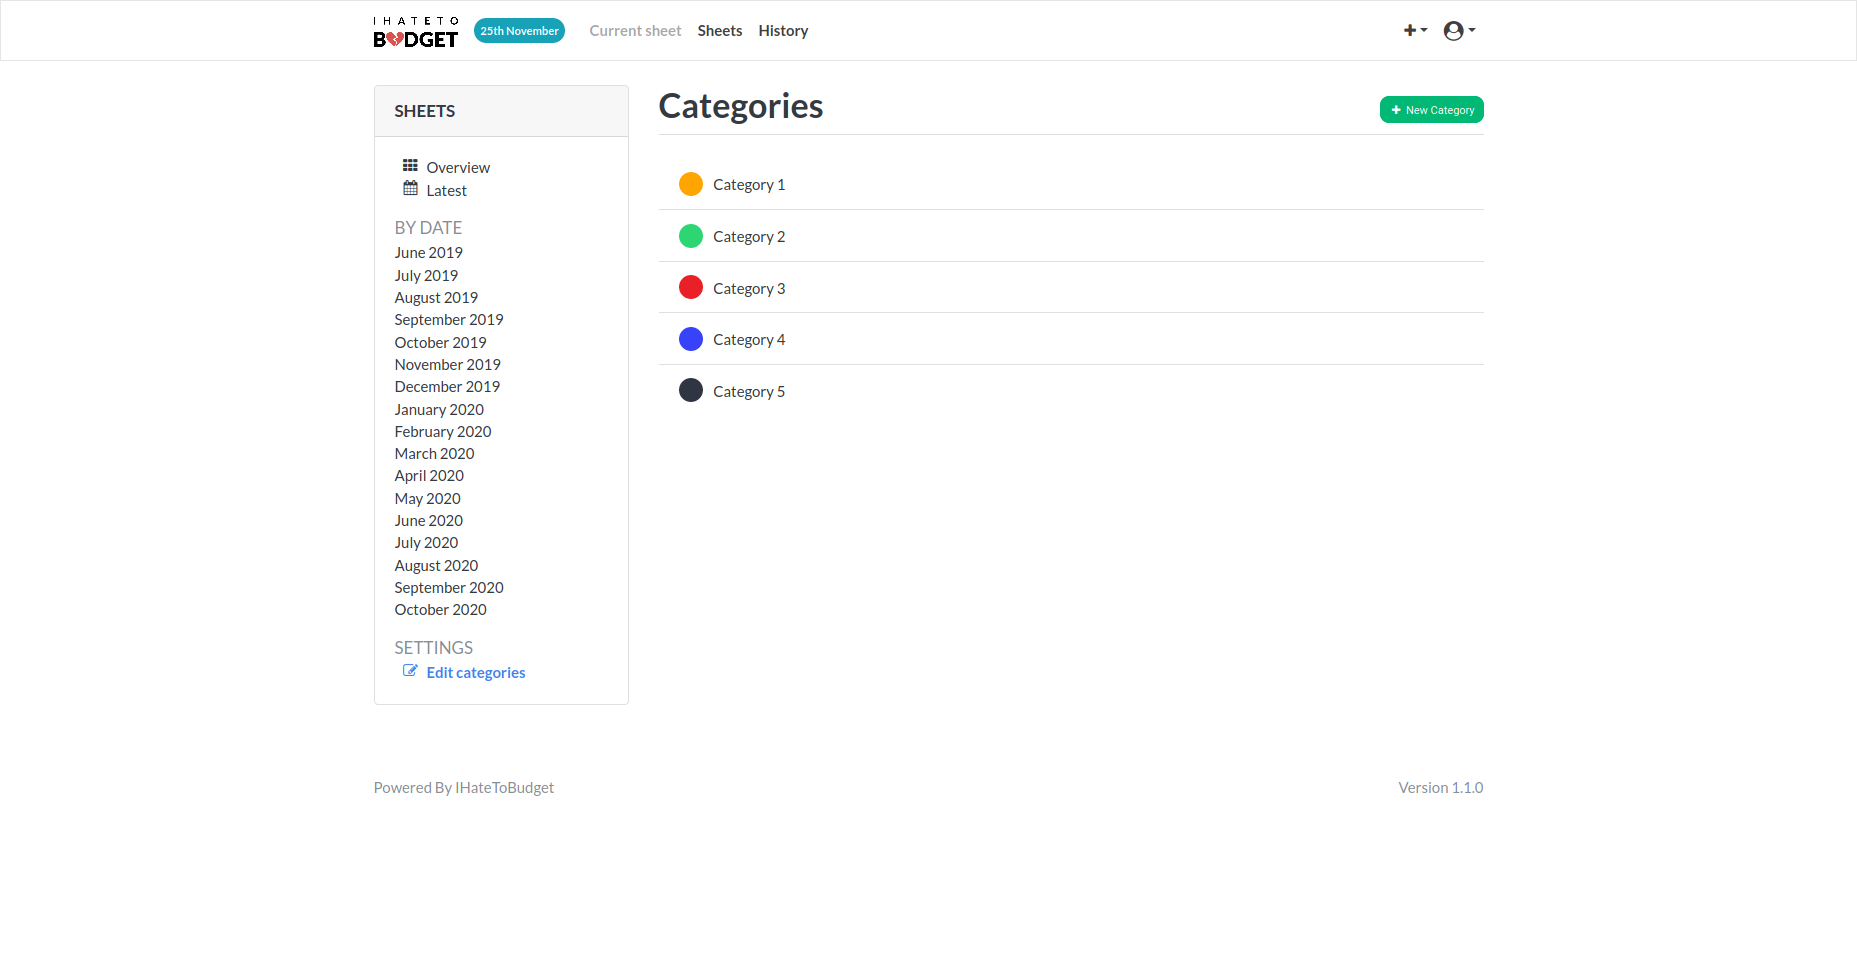 I HATE TO
BUDGET
25th November
Current sheet
Sheets
History
SHEETS
Overview
Latest
BY DATE
June 2019
July 2019
August 2019
September 2019
October 2019
November 2019
December 2019
January 2020
February 2020
March 2020
April 2020
May 2020
June 2020
July 2020
August 2020
September 2020
October 2020
SETTINGS
Edit categories
Categories
New Category
Category 1
Category 2
Category 3
Category 4
Category 5
Powered By IHateToBudget
Version 1.1.0